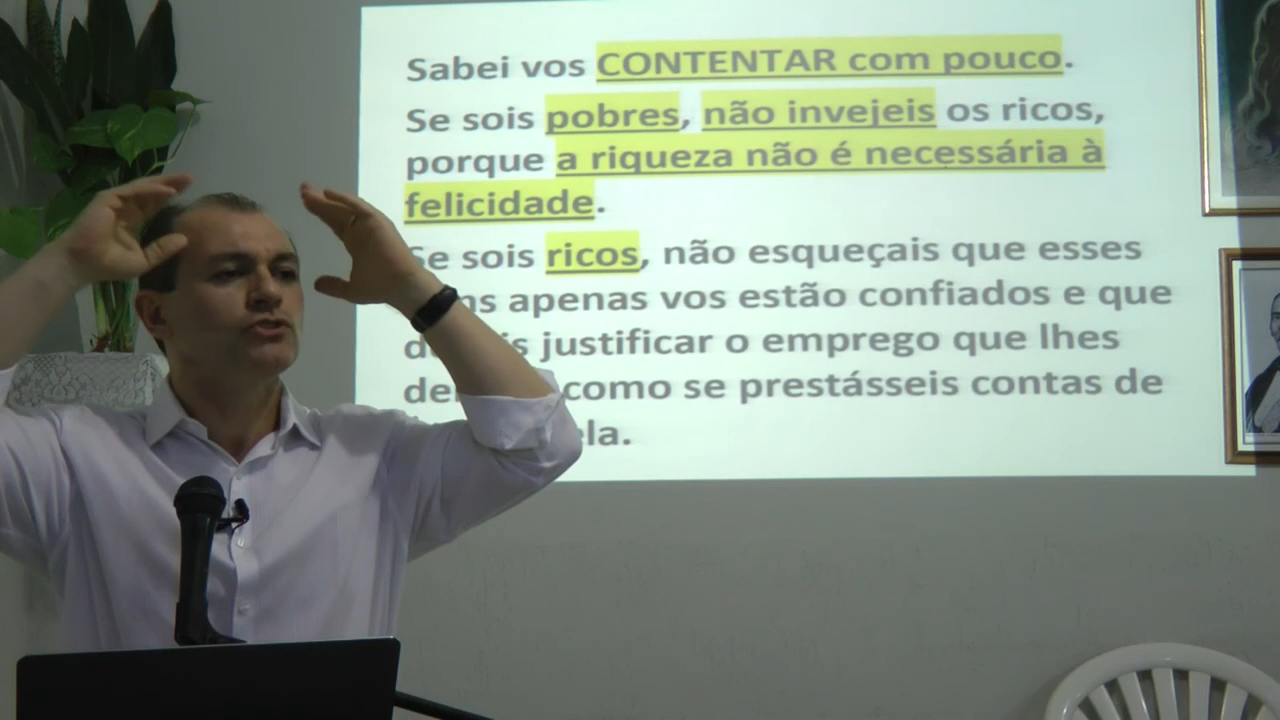 Sabei vos CONTENTAR com pouco.
Se sois pobres, não invejeis os ricos,
porque a riqueza não é necessária à
felicidade.
Se sois ricos, não esqueçais que esses
apenas vos estão confiados e que
justificar o emprego que lhes
como se prestásseis contas de